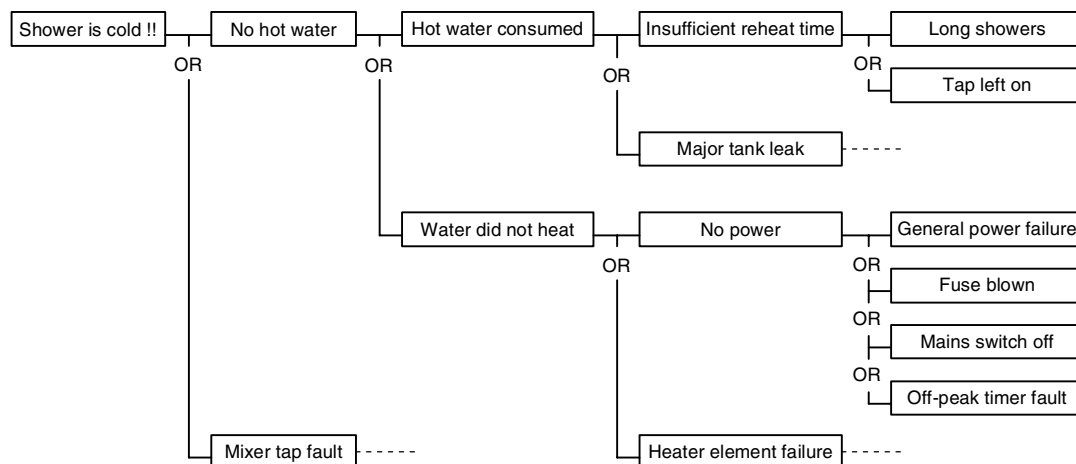 Shower is cold !!
No hot water
Hot water consumed
Insufficient reheat time
Long showers
OR
OR
OR
OR
Tap left on
Major tank leak
Water did not heat
No power
General power failure
OR
OR
Fuse blown
OR
Mains switch off
OR
Off-peak timer fault
Mixer tap fault
Heater element failure